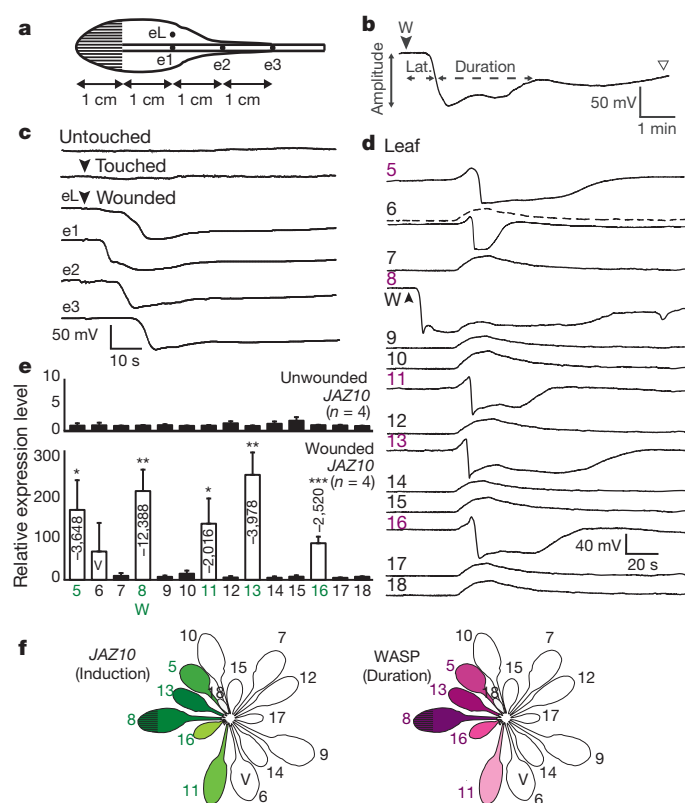 a
eL
e1 e2 e3
1 cm 1 cm 1 cm 1 cm
b
W
Amplitude
Lat. Duration
50 mV
1 min
c
Untouched
Touched
eL Wounded
e1
e2
e3
50 mV
10 s
d Leaf
5
6
7
8
W
9
10
11
12
13
14
15
16
17
18
40 mV
20 s
e
Relative expression level
10
5
0
Unwounded
JAZ10
(n = 4)
300
200
100
0
Wounded
JAZ10
(n = 4)
* ** * ** ***
–3,648
V
–12,388
–2,016
–3,978
–2,520
5 6 7 8 9 10 11 12 13 14 15 16 17 18
W
f
JAZ10
(Induction)
10
7
5
15
12
13
18
8
17
16
9
14
11
V
6
WASP
(Duration)
10
7
5
15
12
13
18
8
17
16
9
14
11
V
6